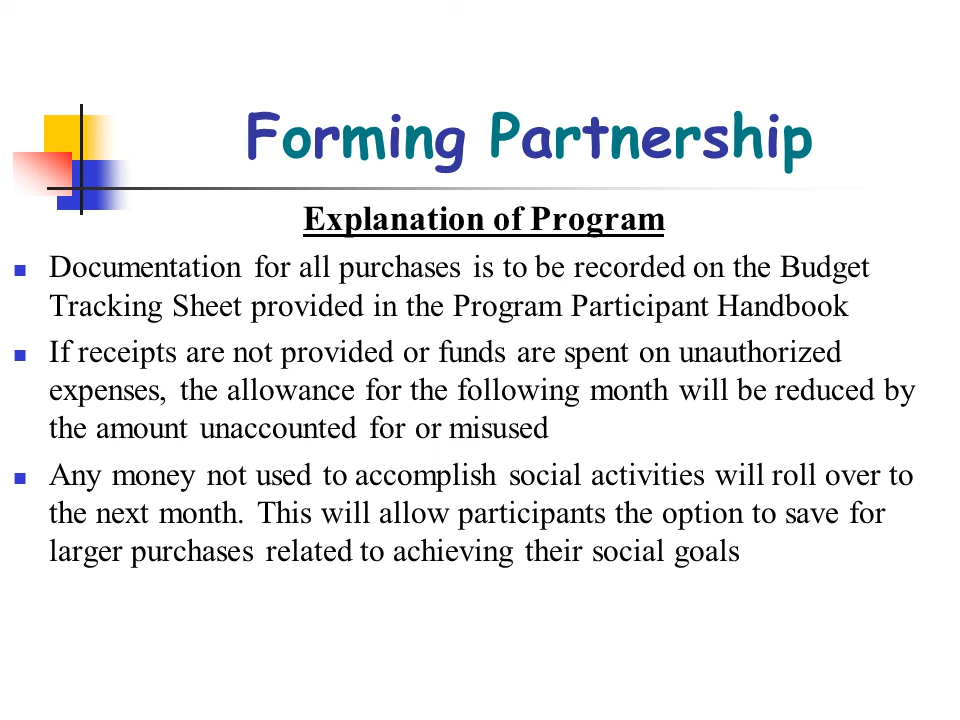 Forming Partnership
Explanation of Program
Documentation for all purchases is to be recorded on the Budget
Tracking Sheet provided in the Program Participant Handbook
If receipts are not provided or funds are spent on unauthorized
expenses, the allowance for the following month will be reduced by
the amount unaccounted for or misused
Any money not used to accomplish social activities will roll over to
the next month. This will allow participants the option to save for
larger purchases related to achieving their social goals